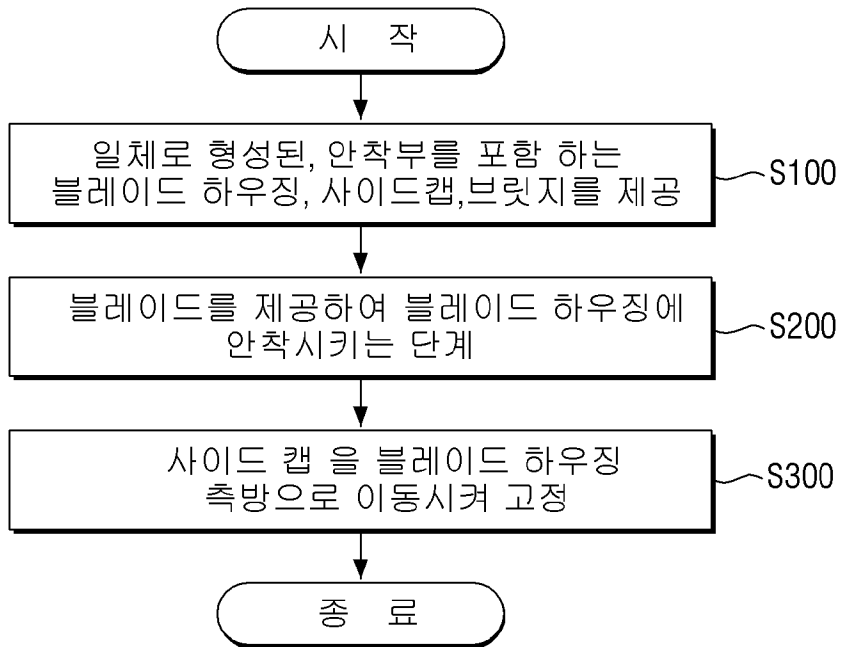 시 작
일체로 형성된, 안착부를 포함 하는
블레이드 하우징, 사이드캡,브릿지를 제공
S100
블레이드를 제공하여 블레이드 하우징에
안착시키는 단계
S200
사이드 캡 을 블레이드 하우징
측방으로 이동시켜 고정
S300
종 료